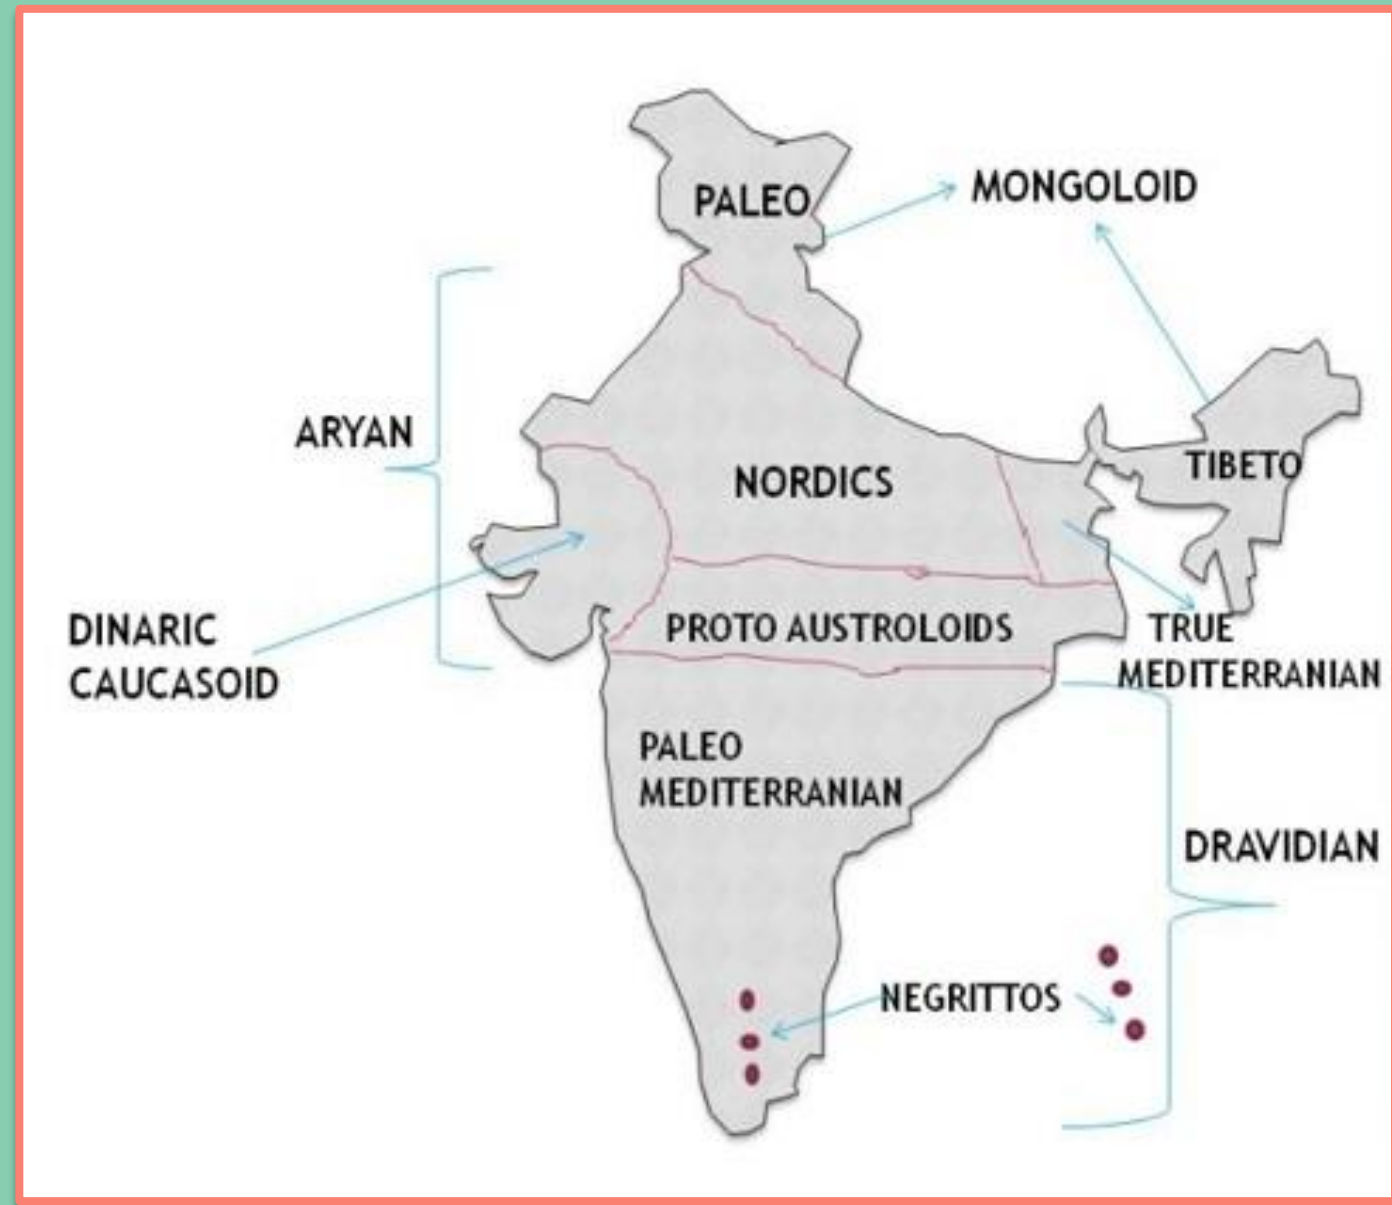 PALEO
MONGOLOID
ARYAN
TIBETO
NORDICS
DINARIC
CAUCASOID
PROTO AUSTROLOIDS
TRUE
MEDITERRANIAN
PALEO
MEDITERRANIAN
DRAVIDIAN
NEGRITTOS